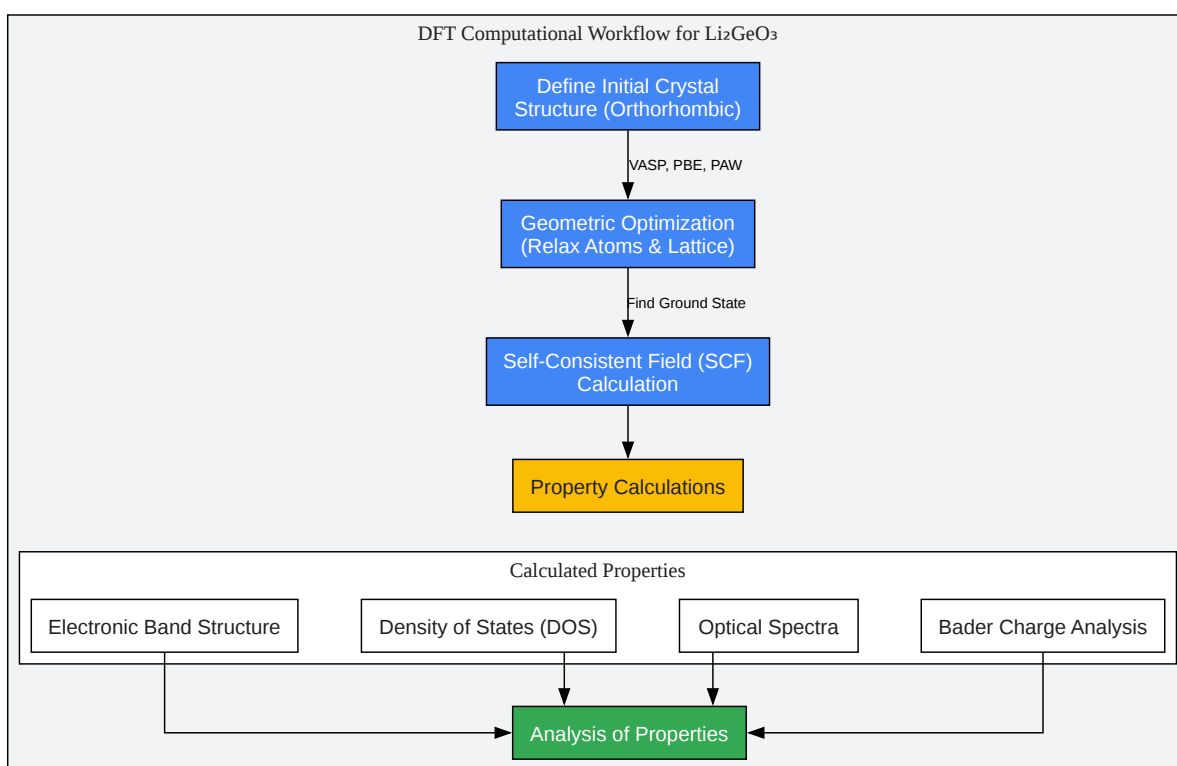 DFT Computational Workflow for Li₂GeO₃
Define Initial Crystal
Structure (Orthorhombic)
VASP, PBE, PAW
Geometric Optimization
(Relax Atoms & Lattice)
Find Ground State
Self-Consistent Field (SCF)
Calculation
Property Calculations
Calculated Properties
Electronic Band Structure
Density of States (DOS)
Optical Spectra
Bader Charge Analysis
Analysis of Properties